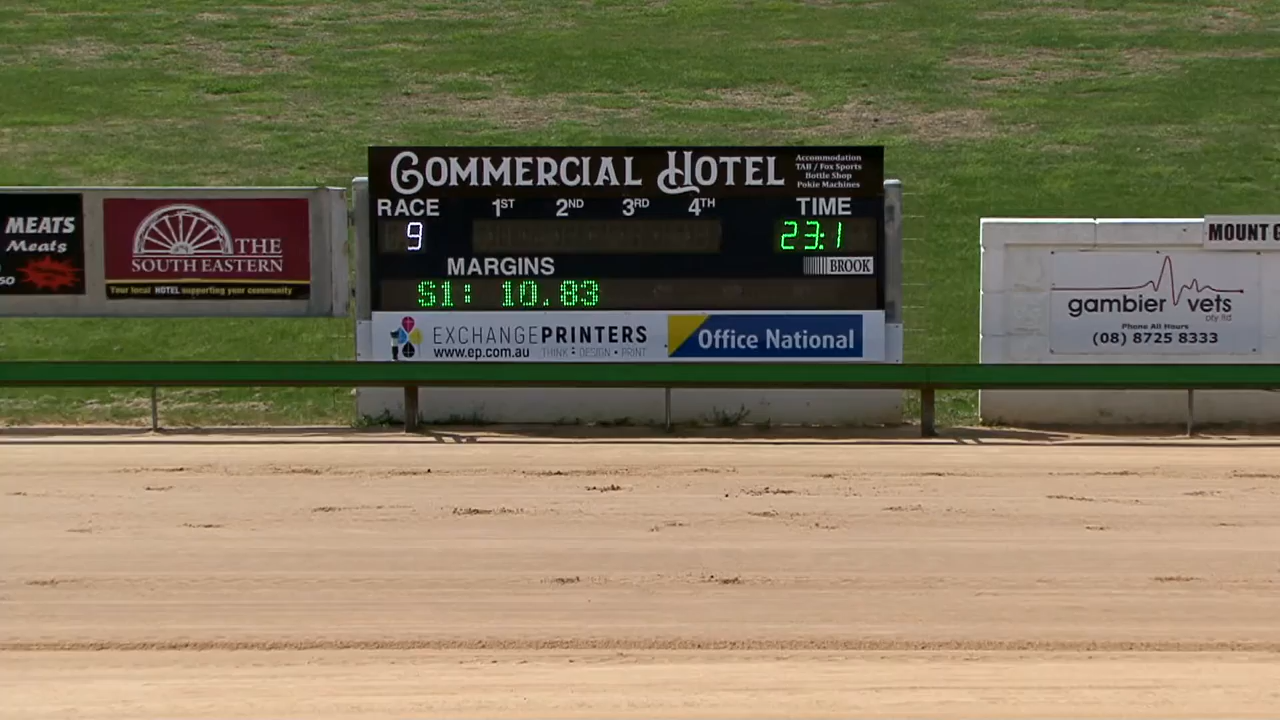 MEATS
Meats
50
THE
SOUTH EASTERN
Your local HOTEL supporting your community
COMMERCIAL HOTEL
Accommodation
TAB / Fox Sports
Bottle Shop
Pokie Machines
RACE 1ST 2ND 3RD 4TH TIME
9 23:1
MARGINS BROOK
S1: 10.83
EXCHANGEPRINTERS
www.ep.com.au THINK : DESIGN • PRINT
Office National
MOUNT G
gambier vets
pty ltd
Phone All Hours
(08) 8725 8333